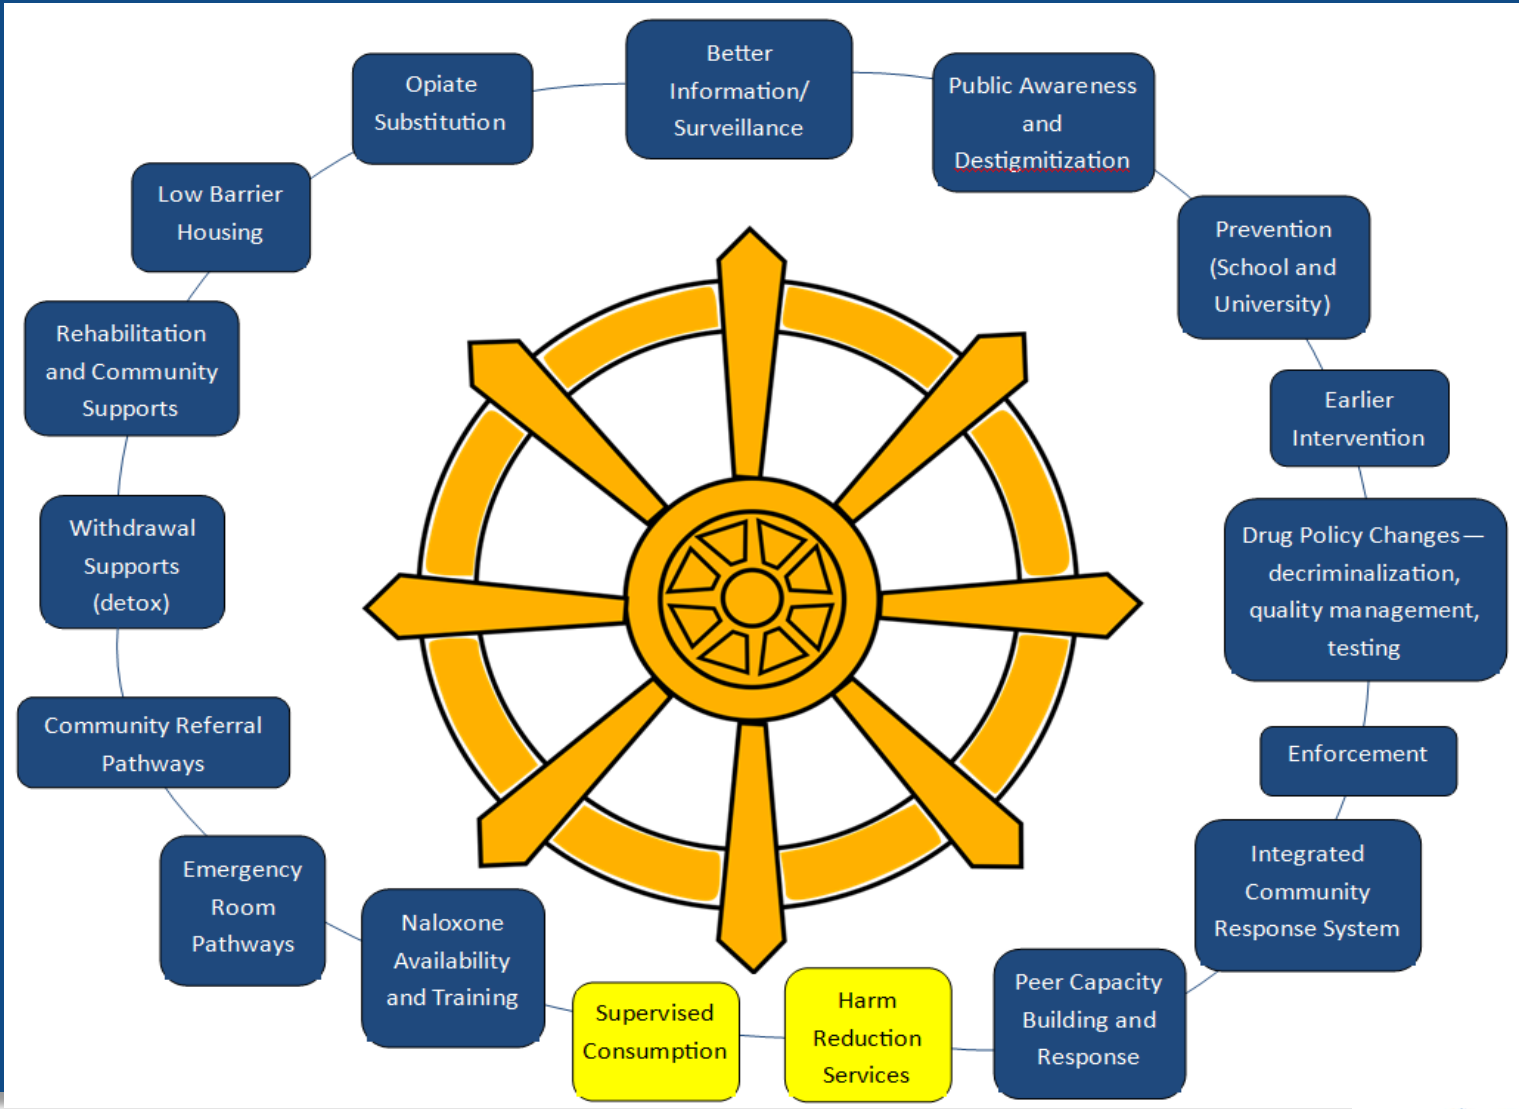 Better
Information/
Surveillance
Public Awareness
and
Destigmitization
Prevention
(School and
University)
Earlier
Intervention
Drug Policy Changes—
decriminalization,
quality management,
testing
Enforcement
Integrated
Community
Response System
Peer Capacity
Building and
Response
Harm
Reduction
Services
Supervised
Consumption
Naloxone
Availability
and Training
Emergency
Room
Pathways
Community Referral
Pathways
Withdrawal
Supports
(detox)
Rehabilitation
and Community
Supports
Low Barrier
Housing
Opiate
Substitution